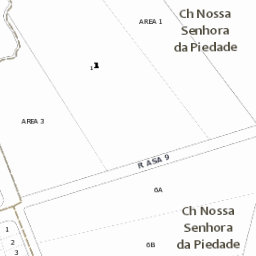 Ch Nossa
Senhora
da Piedade
AREA 1
1
AREA 3
R ASA 9
6A
Ch Nossa
Senhora
da Piedade
6B
1
2
3